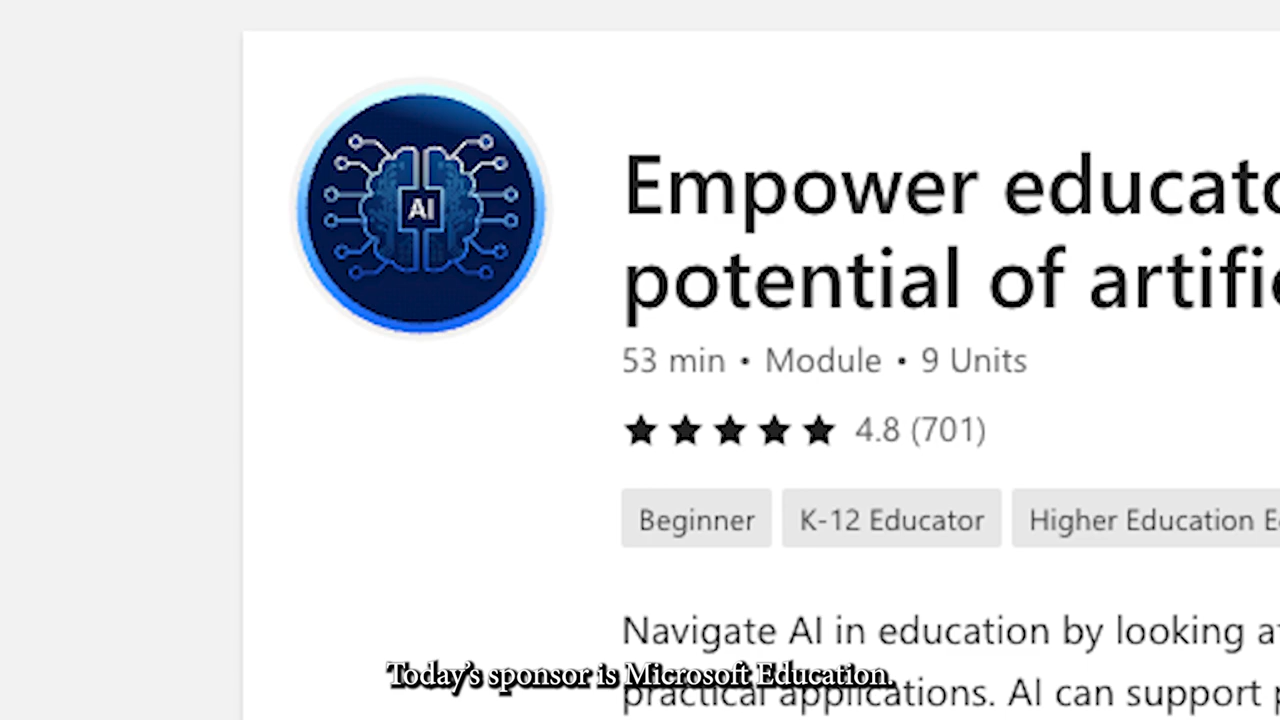 AI
Empower educato
potential of artific
53 min • Module • 9 Units
4.8 (701)
Beginner K-12 Educator Higher Education E
Navigate AI in education by looking a
Today's sponsor is Microsoft Education.
practical applications. AI can support